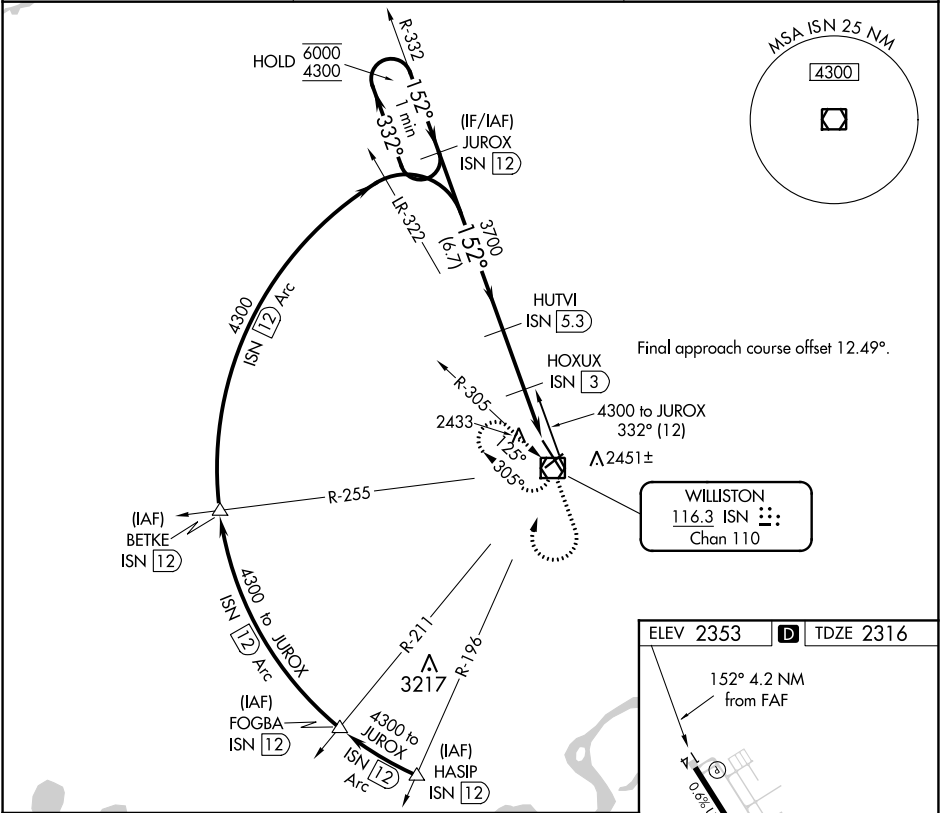 R-332
HOLD 6000
4300
152°
1 min
332°
(IF/IAF)
JUROX
ISN 12
MSA ISN 25 NM
4300
LR-322
3700
152°
(6.7)
4300
ISN 12 Arc
HUTVI
ISN 5.3
Final approach course offset 12.49°.
HOXUX
ISN 3
R-305
4300 to JUROX
332° (12)
2433
125°
305°
2451±
R-255
WILLISTON
116.3 ISN
Chan 110
(IAF)
BETKE
ISN 12
4300 to JUROX
ISN 12 Arc
R-211
R-196
3217
(IAF)
FOGBA
ISN 12
4300 to
JUROX
ISN 12
Arc
(IAF)
HASIP
ISN 12
ELEV 2353 D TDZE 2316
152° 4.2 NM
from FAF
14
P
0.6%